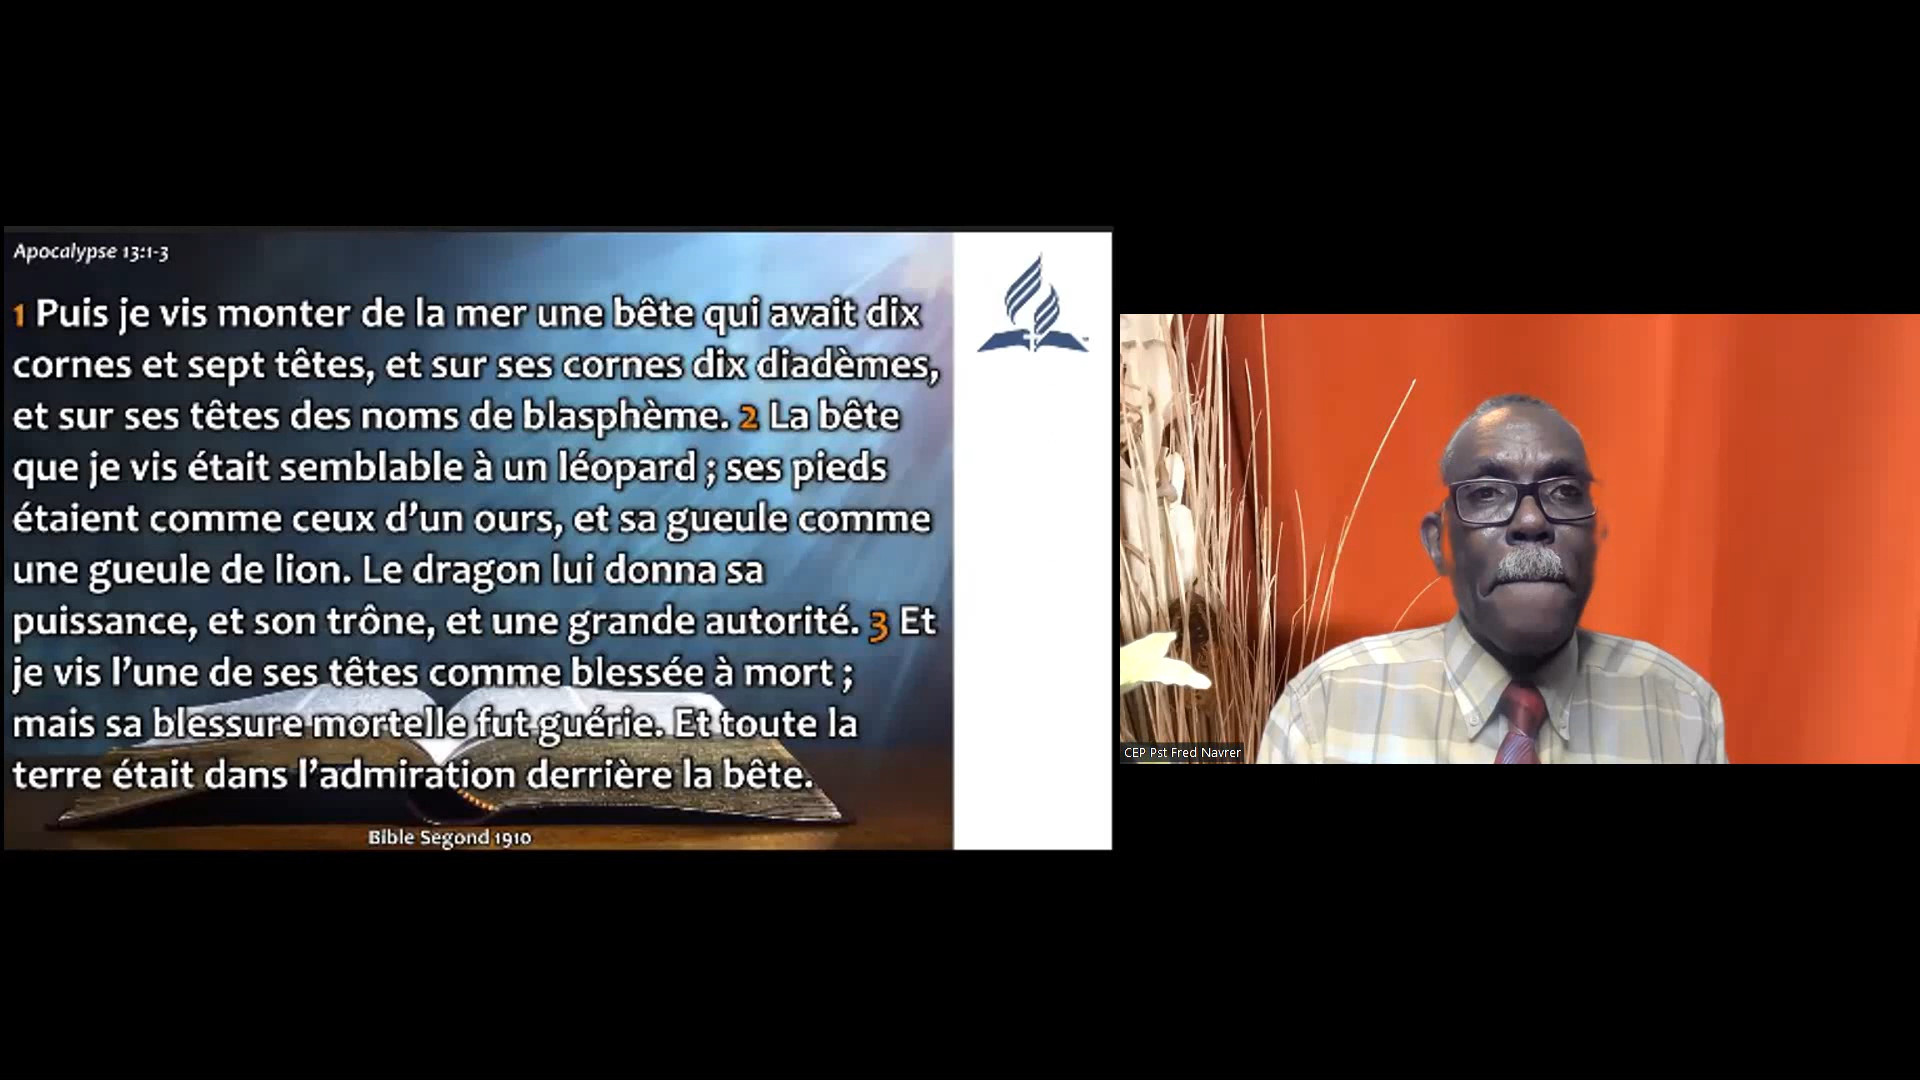 Apocalypse 13:1-3
1 Puis je vis monter de la mer une bête qui avait dix
cornes et sept têtes, et sur ses cornes dix diadèmes,
et sur ses têtes des noms de blasphème. 2 La bête
que je vis était semblable à un léopard ; ses pieds
étaient comme ceux d’un ours, et sa gueule comme
une gueule de lion. Le dragon lui donna sa
puissance, et son trône, et une grande autorité. 3 Et
je vis l’une de ses têtes comme blessée à mort ;
mais sa blessure mortelle fut guérie. Et toute la
terre était dans l’admiration derrière la bête.
Bible Segond 1910
CEP Pst Fred Navrer